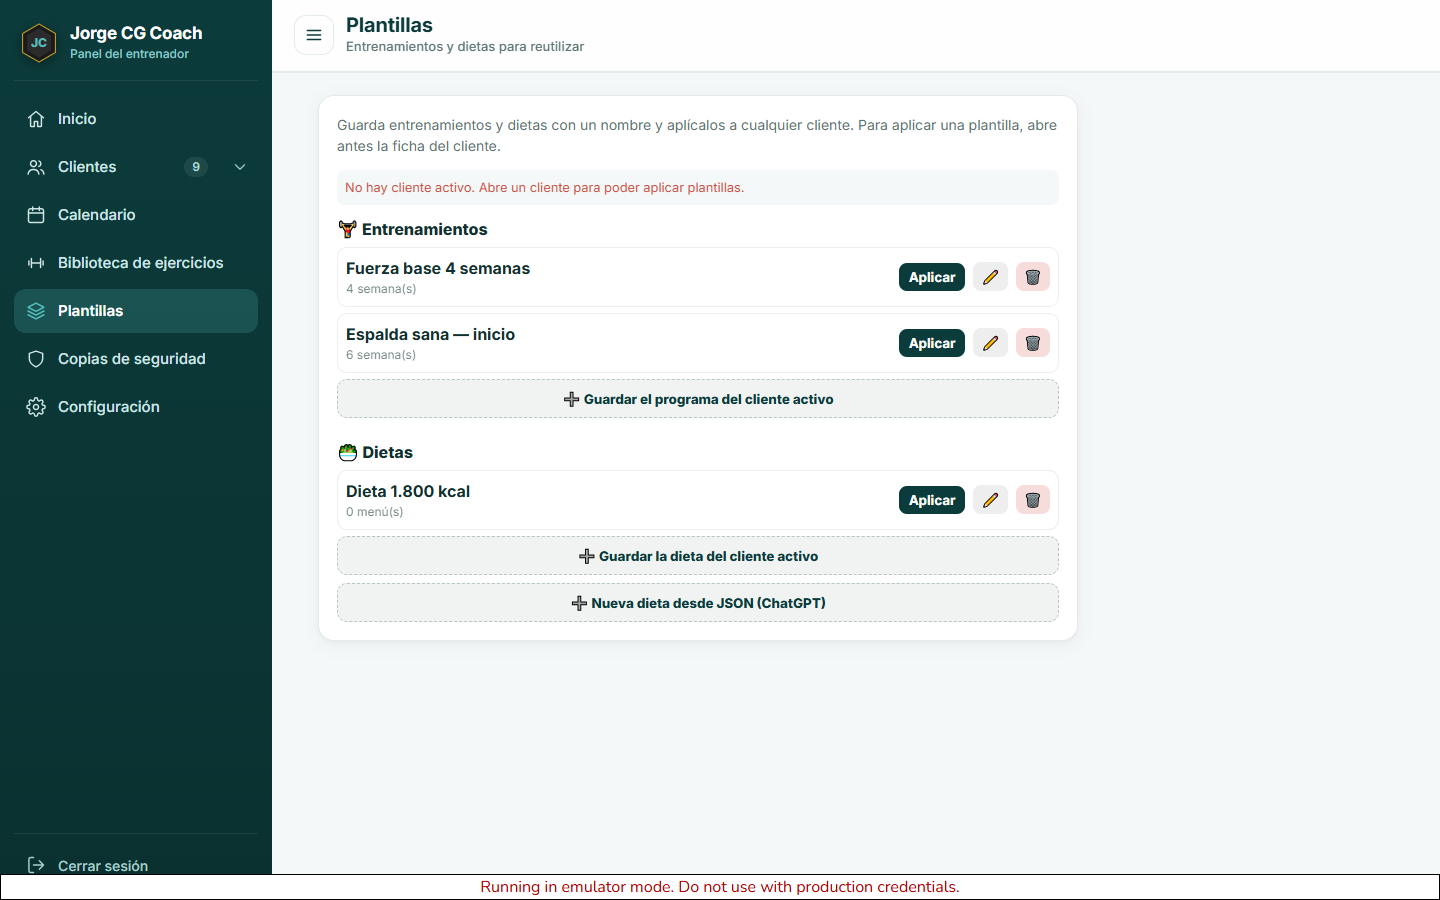 JC
Jorge CG Coach
Panel del entrenador
Inicio
Clientes 9
Calendario
Biblioteca de ejercicios
Plantillas
Copias de seguridad
Configuración
Cerrar sesión
Plantillas
Entrenamientos y dietas para reutilizar
Guarda entrenamientos y dietas con un nombre y aplícalos a cualquier cliente. Para aplicar una plantilla, abre
antes la ficha del cliente.
No hay cliente activo. Abre un cliente para poder aplicar plantillas.
Entrenamientos
Fuerza base 4 semanas
4 semana(s)
Aplicar
Espalda sana — inicio
6 semana(s)
Aplicar
Guardar el programa del cliente activo
Dietas
Dieta 1.800 kcal
0 menú(s)
Aplicar
Guardar la dieta del cliente activo
Nueva dieta desde JSON (ChatGPT)
Running in emulator mode. Do not use with production credentials.